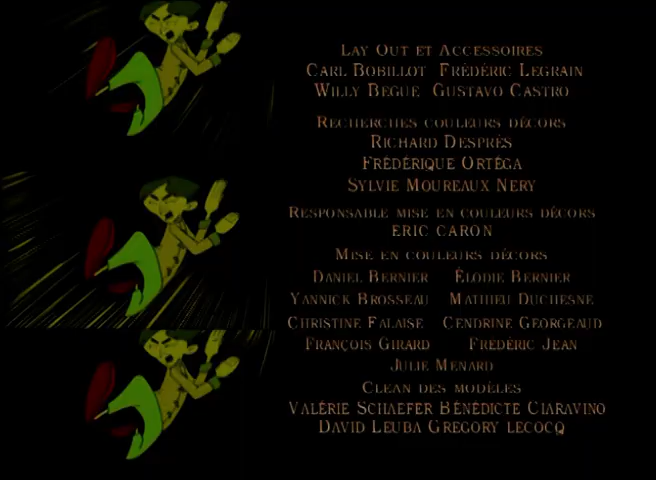 LAY OUT ET ACCESSOIRES
CARL BOBILLOT FRÉDÉRIC LEGRAIN
WILLY BEGUE GUSTAVO CASTRO
RECHERCHES COULEURS DÉCORS
RICHARD DESPRÈS
FRÉDÉRIQUE ORTÉGA
SYLVIE MOUREAUX NERY
RESPONSABLE MISE EN COULEURS DÉCORS
ERIC CARON
MISE EN COULEURS DÉCORS
DANIEL BERNIER ÉLODIE BERNIER
YANNICK BROSSEAU MATHIEU DUCHESNE
CHRISTINE FALAISE CENDRINE GEORGEAUD
FRANÇOIS GIRARD FREDÉRIC JEAN
JULIE MENARD
CLEAN DES MODÈLES
VALÉRIE SCHAEFER BÉNÉDICTE CIARAVINO
DAVID LEUBA GREGORY LECOCQ